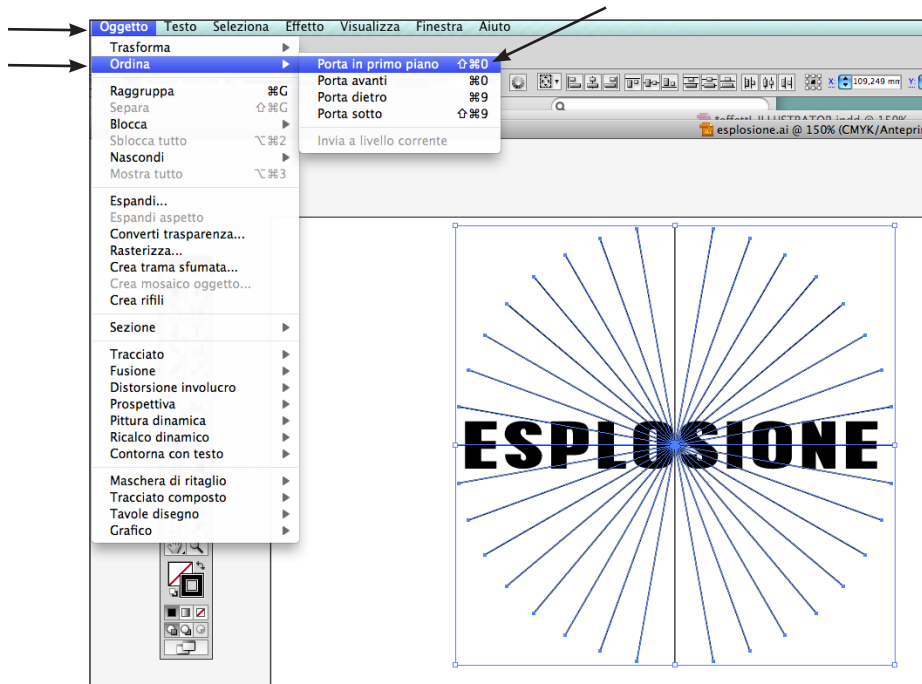 Oggetto Testo Seleziona Effetto Visualizza Finestra Aiuto
Trasforma
Ordina
Porta in primo piano ⇧⌘0
Porta avanti ⌘0
Porta dietro ⌘9
Porta sotto ⇧⌘9
Invia a livello corrente
X: 109,249 mm Y:
Raggruppa ⌘G
Separa ⇧⌘G
Blocca
Sblocca tutto ⌥⌘2
Nascondi
Mostra tutto ⌥⌘3
*effetti ILLUSTRATOR.indd @ 150%
esplosione.ai @ 150% (CMYK/Antepri
Espandi...
Espandi aspetto
Converti trasparenza...
Rasterizza...
Crea trama sfumata...
Crea mosaico oggetto...
Crea rifili
Sezione
Tracciato
Fusione
Distorsione involucro
Prospettiva
Pittura dinamica
Ricalco dinamico
Contorna con testo
Maschera di ritaglio
Tracciato composto
Tavole disegno
Grafico
ESPLOSIONE